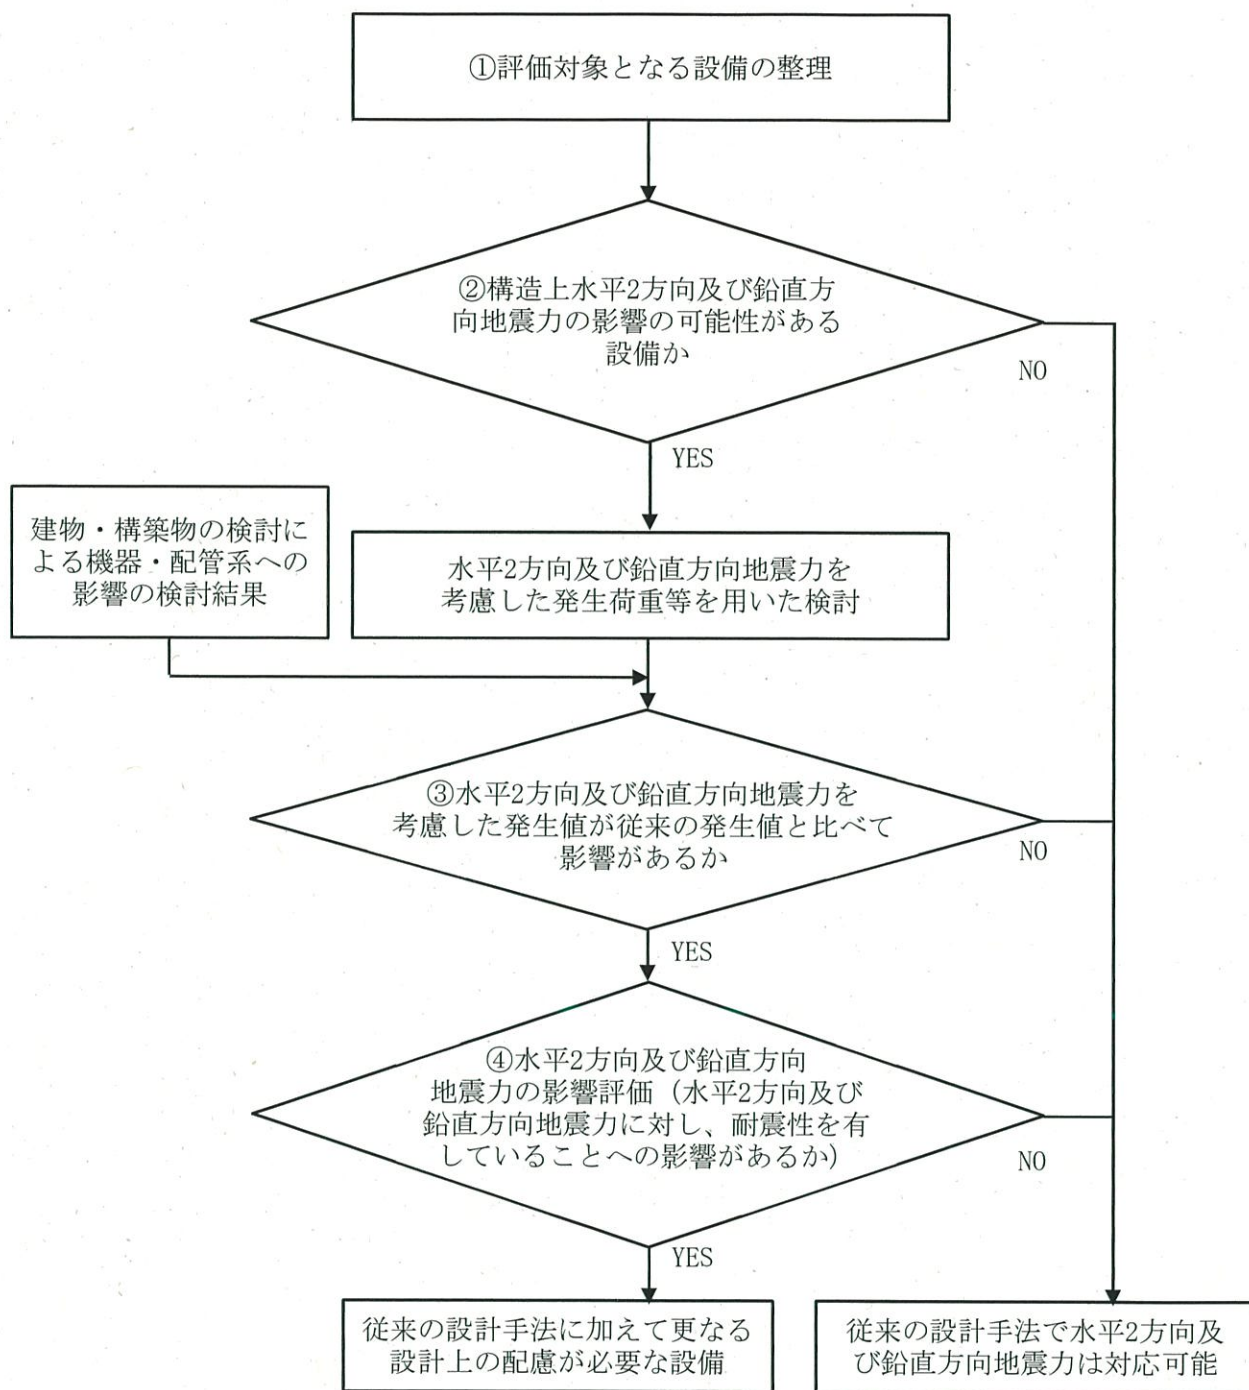 ①評価対象となる設備の整理
②構造上水平2方向及び鉛直方
向地震力の影響の可能性がある
設備か
NO
YES
建物・構築物の検討に
よる機器・配管系への
影響の検討結果
水平2方向及び鉛直方向地震力を
考慮した発生荷重等を用いた検討
③水平2方向及び鉛直方向地震力を
考慮した発生値が従来の発生値と比べて
影響があるか
NO
YES
④水平2方向及び鉛直方向
地震力の影響評価（水平2方向及び
鉛直方向地震力に対し、耐震性を有
していることへの影響があるか）
NO
YES
従来の設計手法に加えて更なる
設計上の配慮が必要な設備
従来の設計手法で水平2方向及
び鉛直方向地震力は対応可能